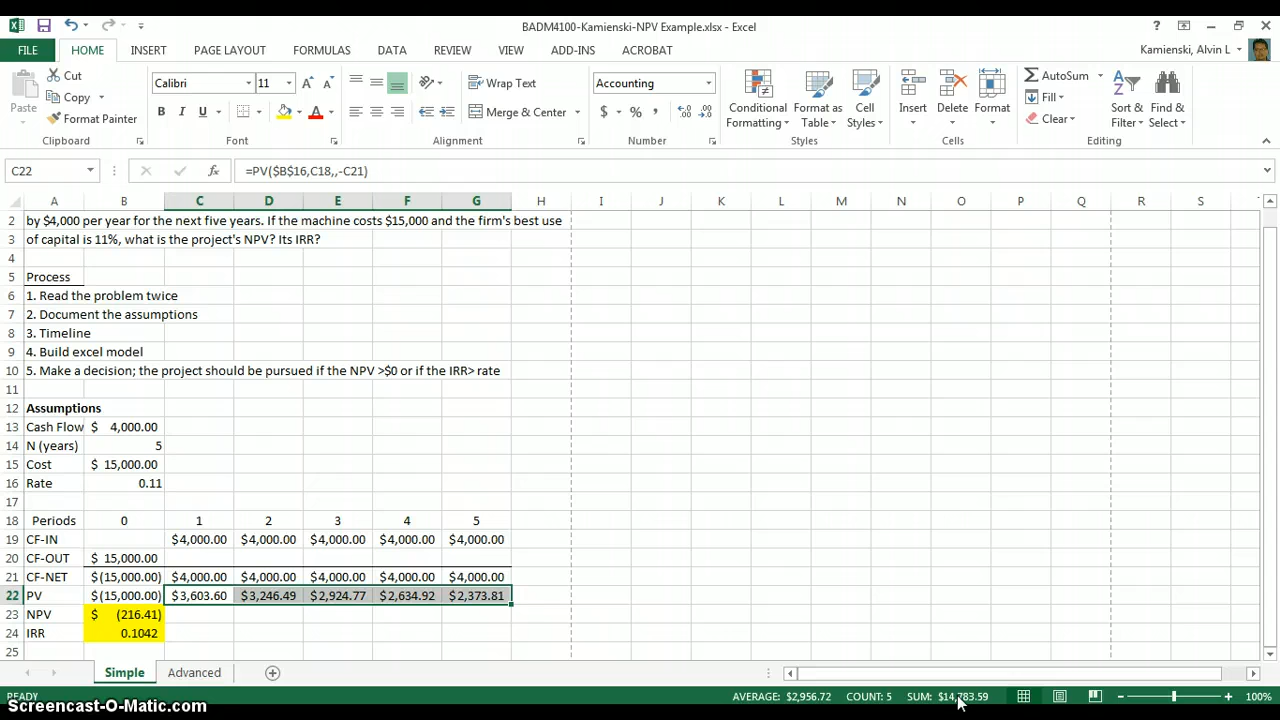 BADM4100-Kamienski-NPV Example.xlsx - Excel
FILE HOME INSERT PAGE LAYOUT FORMULAS DATA REVIEW VIEW ADD-INS ACROBAT Kamienski, Alvin L
Paste
Cut
Copy
Format Painter
Clipboard
Calibri 11
B I U
Font
Wrap Text
Merge & Center
Alignment
Accounting
$ % ,
Number
Conditional Formatting
Format as Table
Cell Styles
Styles
Insert Delete Format
Cells
AutoSum
Fill
Clear
Sort & Filter
Find & Select
Editing
C22 fx =PV($B$16,C18,,-C21)
A B C D E F G H I J K L M N O P Q R S
2 by $4,000 per year for the next five years. If the machine costs $15,000 and the firm's best use
3 of capital is 11%, what is the project's NPV? Its IRR?
4
5 Process
6 1. Read the problem twice
7 2. Document the assumptions
8 3. Timeline
9 4. Build excel model
10 5. Make a decision; the project should be pursued if the NPV >$0 or if the IRR> rate
11
12 Assumptions
13 Cash Flow $ 4,000.00
14 N (years) 5
15 Cost $ 15,000.00
16 Rate 0.11
17
18 Periods 0 1 2 3 4 5
19 CF-IN $4,000.00 $4,000.00 $4,000.00 $4,000.00 $4,000.00
20 CF-OUT $ 15,000.00
21 CF-NET $(15,000.00) $4,000.00 $4,000.00 $4,000.00 $4,000.00 $4,000.00
22 PV $(15,000.00) $3,603.60 $3,246.49 $2,924.77 $2,634.92 $2,373.81
23 NPV $ (216.41)
24 IRR 0.1042
25
Simple Advanced
READY AVERAGE: $2,956.72 COUNT: 5 SUM: $14,783.59 100%
Screencast-O-Matic.com